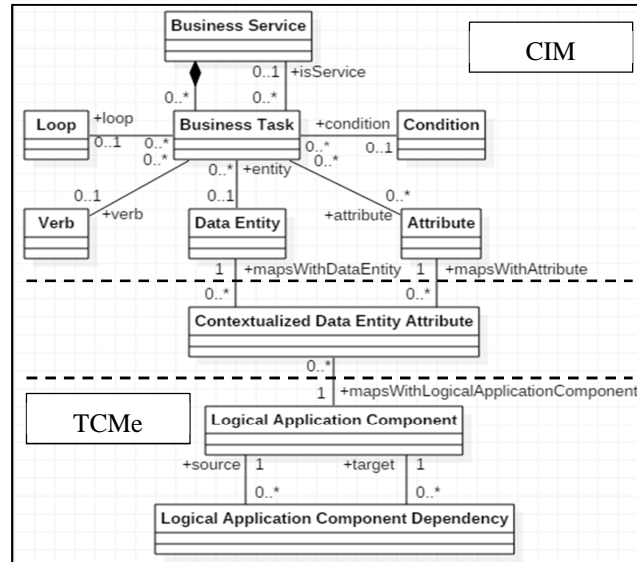 Business Service
CIM
0..1 +isService
0..* 0..*
Loop +loop Business Task +condition Condition
0..1 0..* 0..* 0..1
0..* 0..* +entity 0..*
0..1 0..1 0..*
Verb +verb Data Entity +attribute Attribute
1 +mapsWithDataEntity 1 +mapsWithAttribute
0..* 0..*
Contextualized Data Entity Attribute
0..*
1 +mapsWithLogicalApplicationComponent
TCMe
Logical Application Component
+source 1 +target 1
0..* 0..*
Logical Application Component Dependency